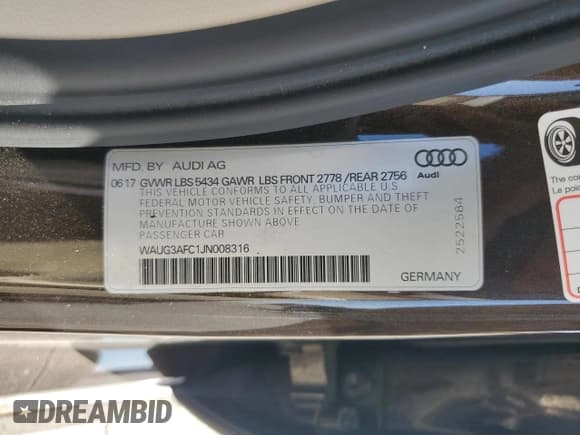 MFD. BY AUDI AG
06 17 GVWR LBS 5434 GAWR LBS FRONT 2778 /REAR 2756
Audi
THIS VEHICLE CONFORMS TO ALL APPLICABLE U.S
FEDERAL MOTOR VEHICLE SAFETY, BUMPER AND THEFT
PREVENTION STANDARDS IN EFFECT ON THE DATE OF
MANUFACTURE SHOWN ABOVE
PASSENGER CAR
WAUG3AFC1JN008316
2522584
GERMANY
Le
DREAMBID